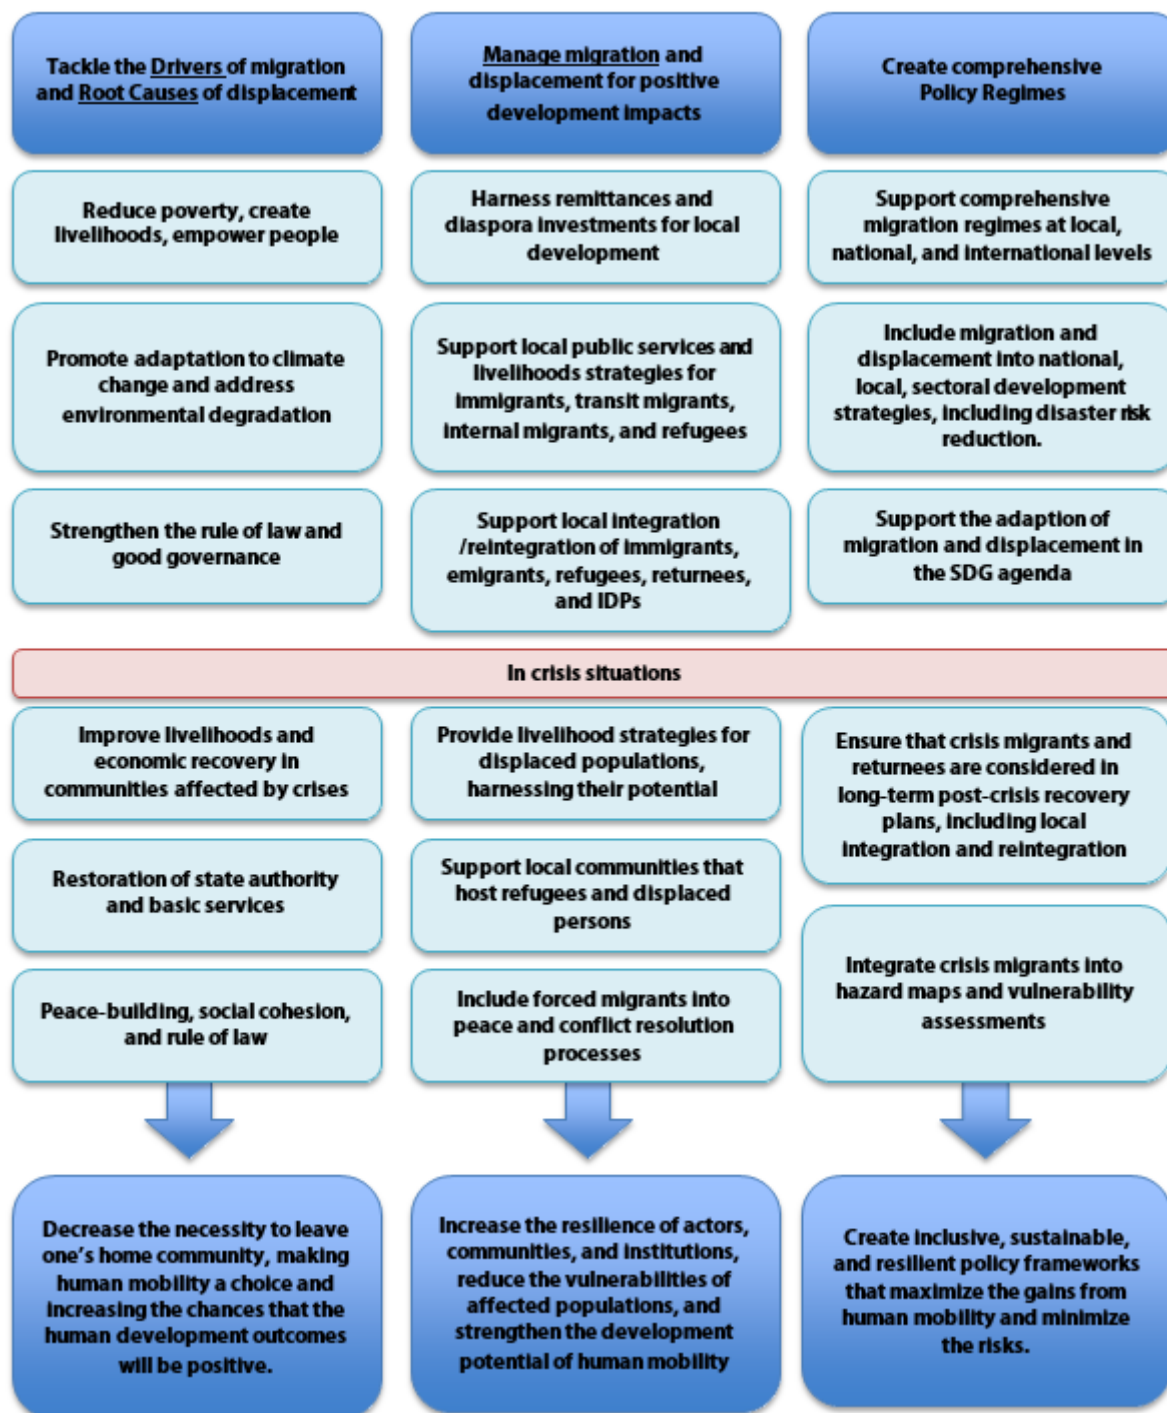 Tackle the Drivers of migration
and Root Causes of displacement
Manage migration and
displacement for positive
development impacts
Create comprehensive
Policy Regimes
Reduce poverty, create
livelihoods, empower people
Harness remittances and
diaspora investments for local
development
Support comprehensive
migration regimes at local,
national, and international levels
Promote adaptation to climate
change and address
environmental degradation
Support local public services and
livelihoods strategies for
immigrants, transit migrants,
internal migrants, and refugees
Include migration and
displacement into national,
local, sectoral development
strategies, including disaster risk
reduction.
Strengthen the rule of law and
good governance
Support local integration
/reintegration of immigrants,
emigrants, refugees, returnees,
and IDPs
Support the adaption of
migration and displacement in
the SDG agenda
In crisis situations
Improve livelihoods and
economic recovery in
communities affected by crises
Provide livelihood strategies for
displaced populations,
harnessing their potential
Ensure that crisis migrants and
returnees are considered in
long-term post-crisis recovery
plans, including local
integration and reintegration
Restoration of state authority
and basic services
Support local communities that
host refugees and displaced
persons
Integrate crisis migrants into
hazard maps and vulnerability
assessments
Peace-building, social cohesion,
and rule of law
Include forced migrants into
peace and conflict resolution
processes
Decrease the necessity to leave
one's home community, making
human mobility a choice and
increasing the chances that the
human development outcomes
will be positive.
Increase the resilience of actors,
communities, and institutions,
reduce the vulnerabilities of
affected populations, and
strengthen the development
potential of human mobility
Create inclusive, sustainable,
and resilient policy frameworks
that maximize the gains from
human mobility and minimize
the risks.